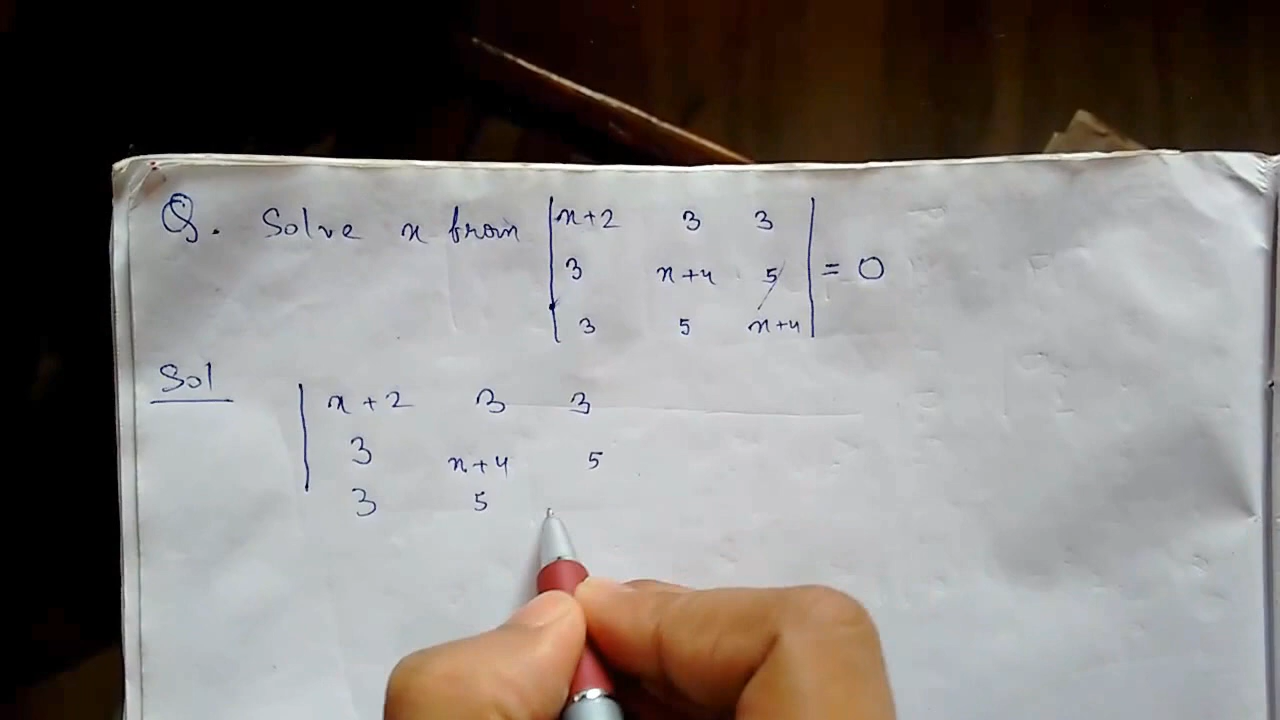 Q. Solve x from | x+2 3 3 |
| 3 x+4 5 | = 0
| 3 5 x+4 |
Sol
| x+2 3 3
| 3 x+4 5
3 5